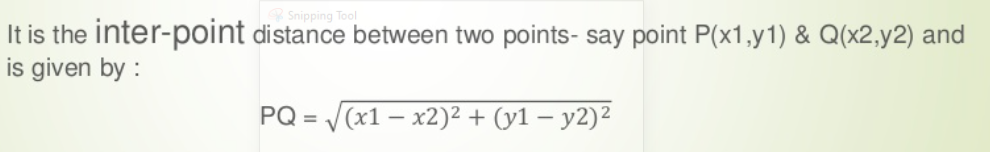 Snipping Tool
It is the inter-point distance between two points- say point P(x1,y1) & Q(x2,y2) and
is given by :
PQ = √(x1 − x2)² + (y1 − y2)²